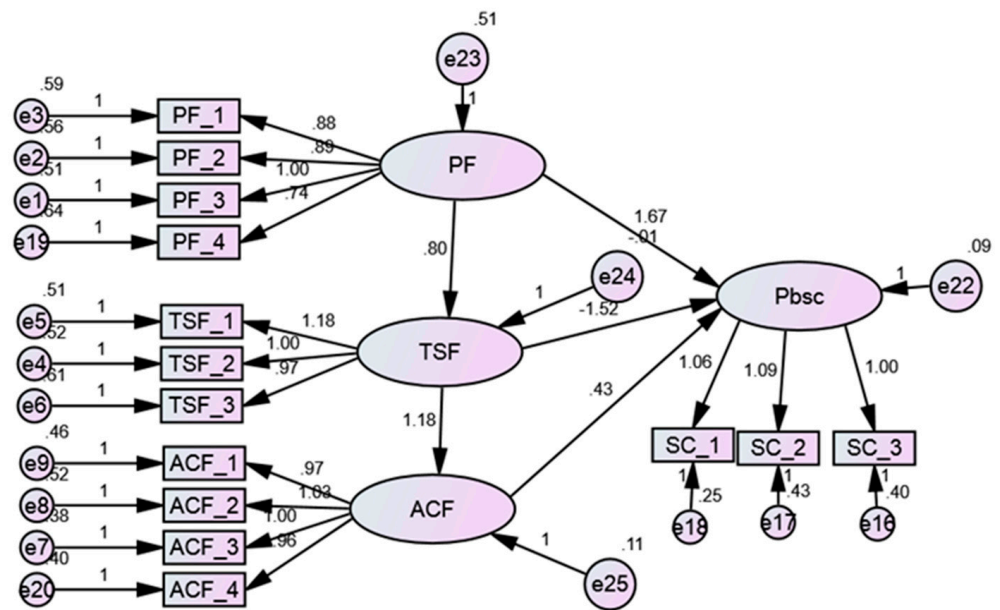 .51
e23
1
.59
e3 1 PF_1
.56
e2 1 PF_2
.51
e1 1 PF_3
.64
e19 1 PF_4
.88
.89
1.00
.74
PF
1.67
-.01
.80
e24
1
.09
e22
1
Pbsc
-1.52
.51
e5 1 TSF_1
.52
e4 1 TSF_2
.61
e6 1 TSF_3
1.18
1.00
.97
TSF
1.18
.43
1.06
1.09
1.00
SC_1
SC_2
SC_3
1
.25
e18
1
.43
e17
1
.40
e16
.46
e9 1 ACF_1
.52
e8 1 ACF_2
.38
e7 1 ACF_3
.40
e20 1 ACF_4
.97
1.03
1.00
.96
ACF
1
.11
e25